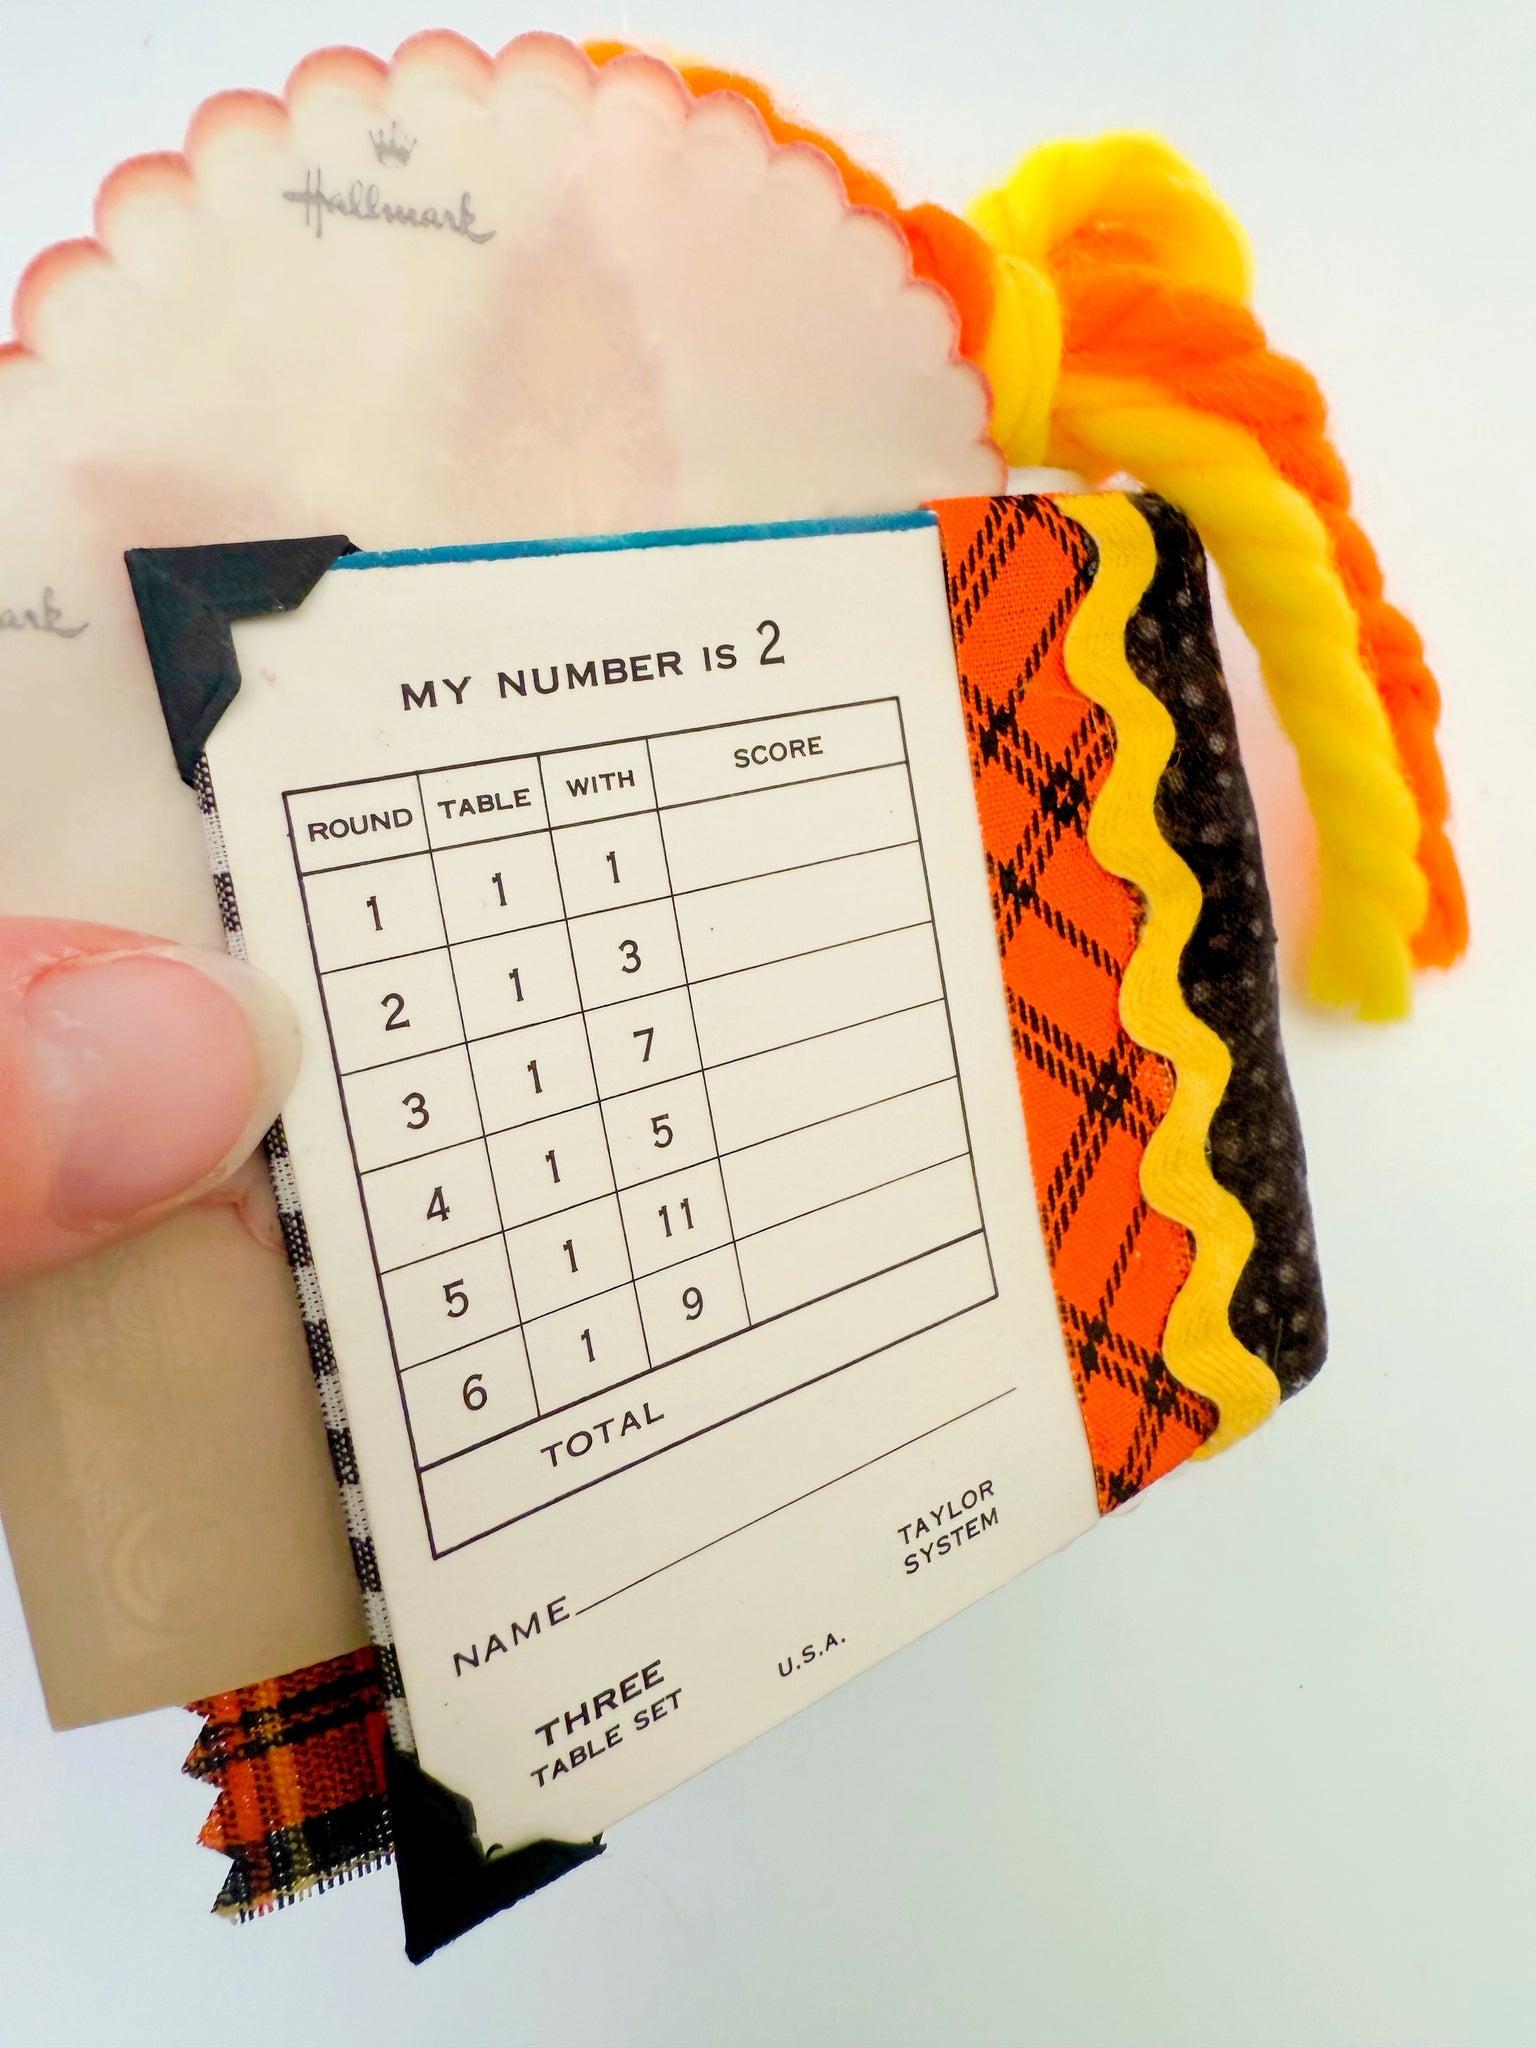 Hallmark
ark
MY NUMBER IS 2
ROUND TABLE WITH SCORE
1 1 1
2 1 3
3 1 7
4 1 5
5 1 11
6 1 9
TOTAL
NAME
TAYLOR
SYSTEM
THREE
TABLE SET
U.S.A.